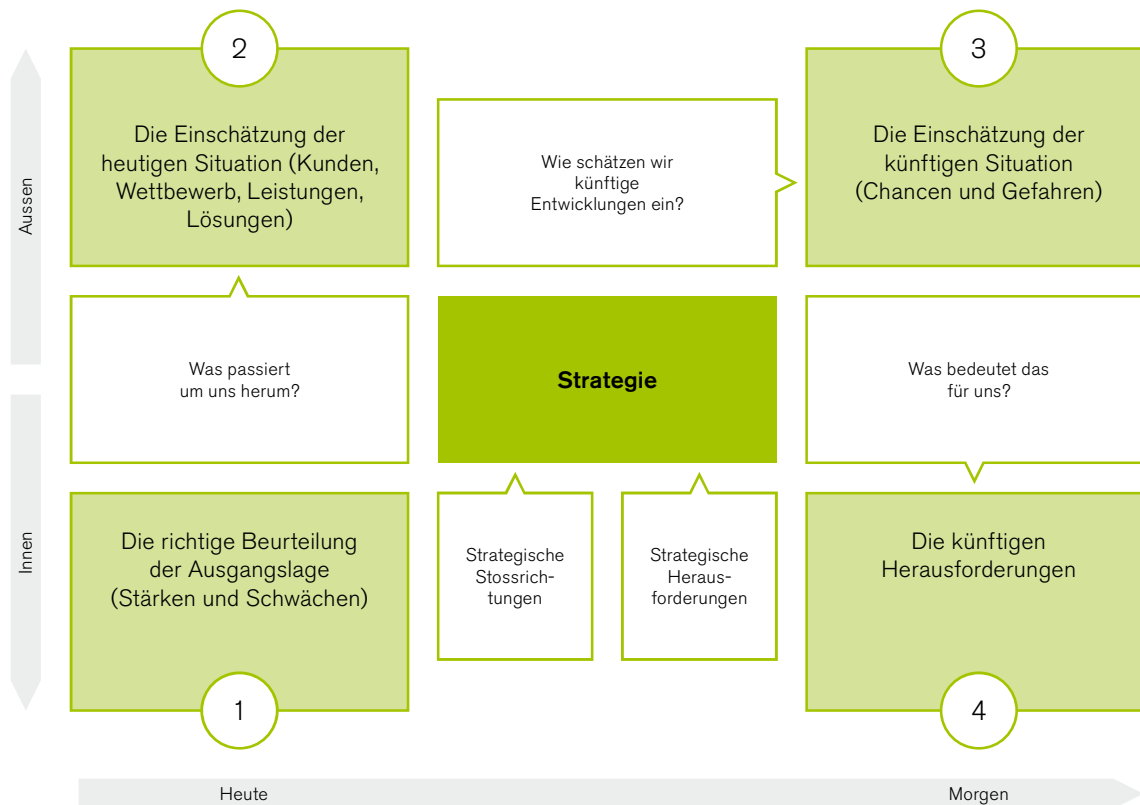 2
Die Einschätzung der
heutigen Situation (Kunden,
Wettbewerb, Leistungen,
Lösungen)
Wie schätzen wir
künftige
Entwicklungen ein?
3
Die Einschätzung der
künftigen Situation
(Chancen und Gefahren)
Aussen
Was passiert
um uns herum?
Strategie
Was bedeutet das
für uns?
Innen
Die richtige Beurteilung
der Ausgangslage
(Stärken und Schwächen)
1
Strategische
Stossrich-
tungen
Strategische
Heraus-
forderungen
Die künftigen
Herausforderungen
4
Heute
Morgen